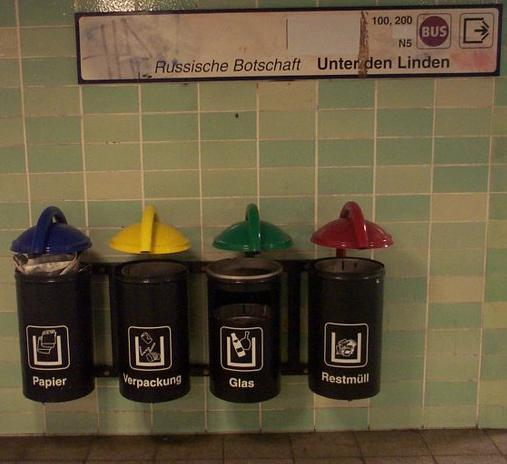 100, 200
BUS
N5
Russische Botschaft Unter den Linden
Papier
Verpackung
Glas
Restmüll